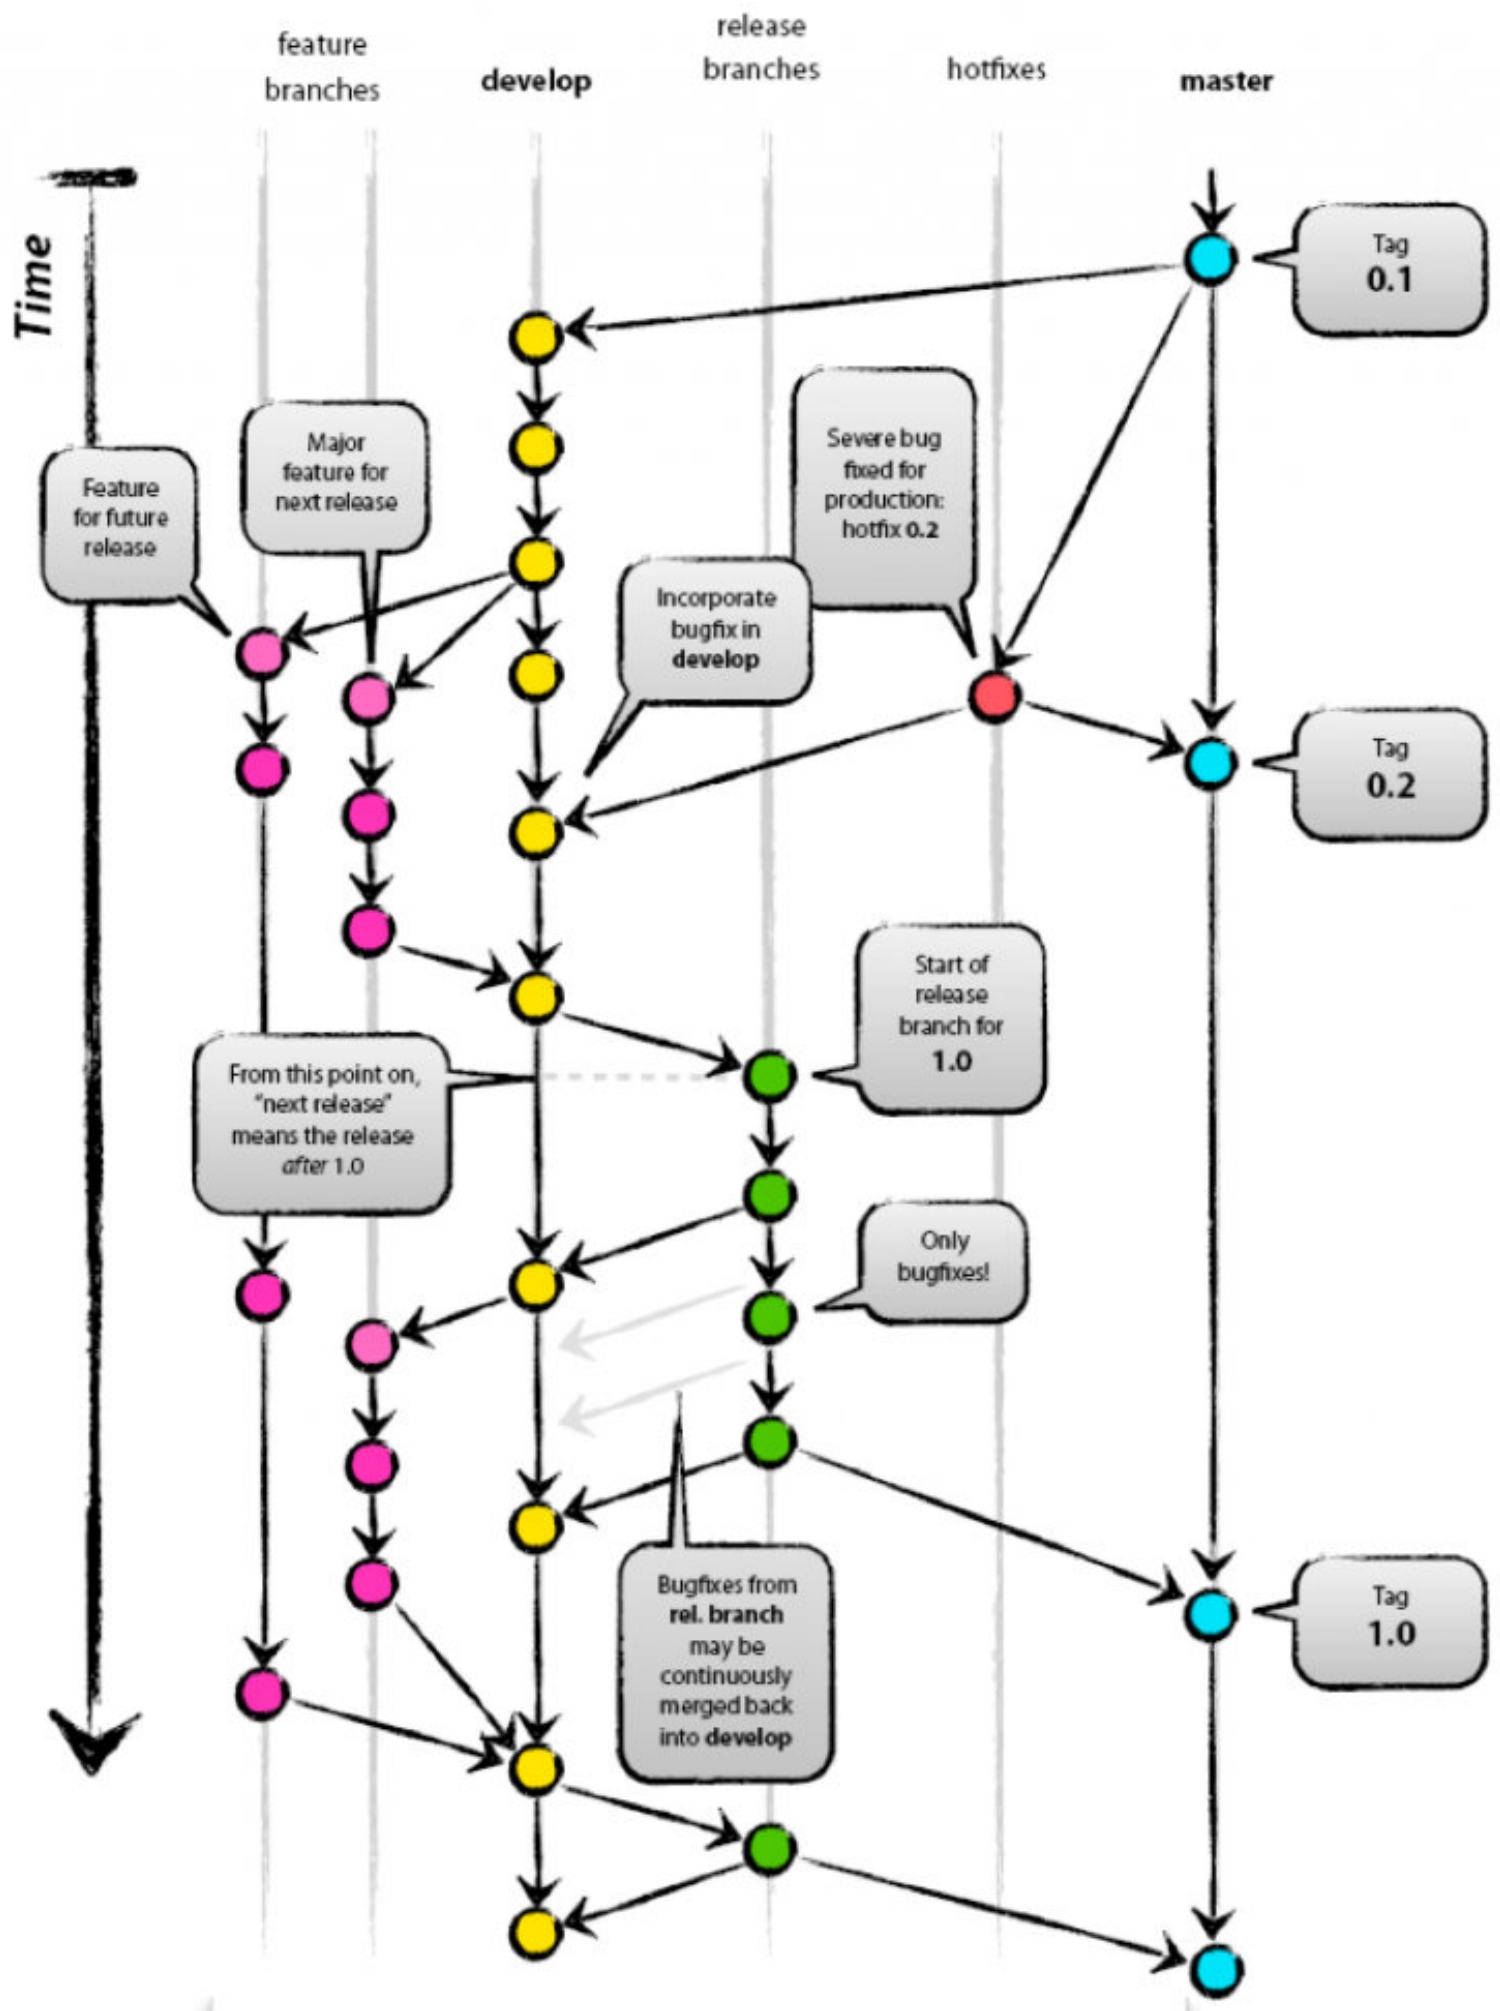 feature
branches
develop
release
branches
hotfixes
master
Time
Tag
0.1
Feature
for future
release
Major
feature for
next release
Severe bug
fixed for
production:
hotfix 0.2
Incorporate
bugfix in
develop
Tag
0.2
Start of
release
branch for
1.0
From this point on,
“next release”
means the release
after 1.0
Only
bugfixes!
Bugfixes from
rel. branch
may be
continuously
merged back
into develop
Tag
1.0